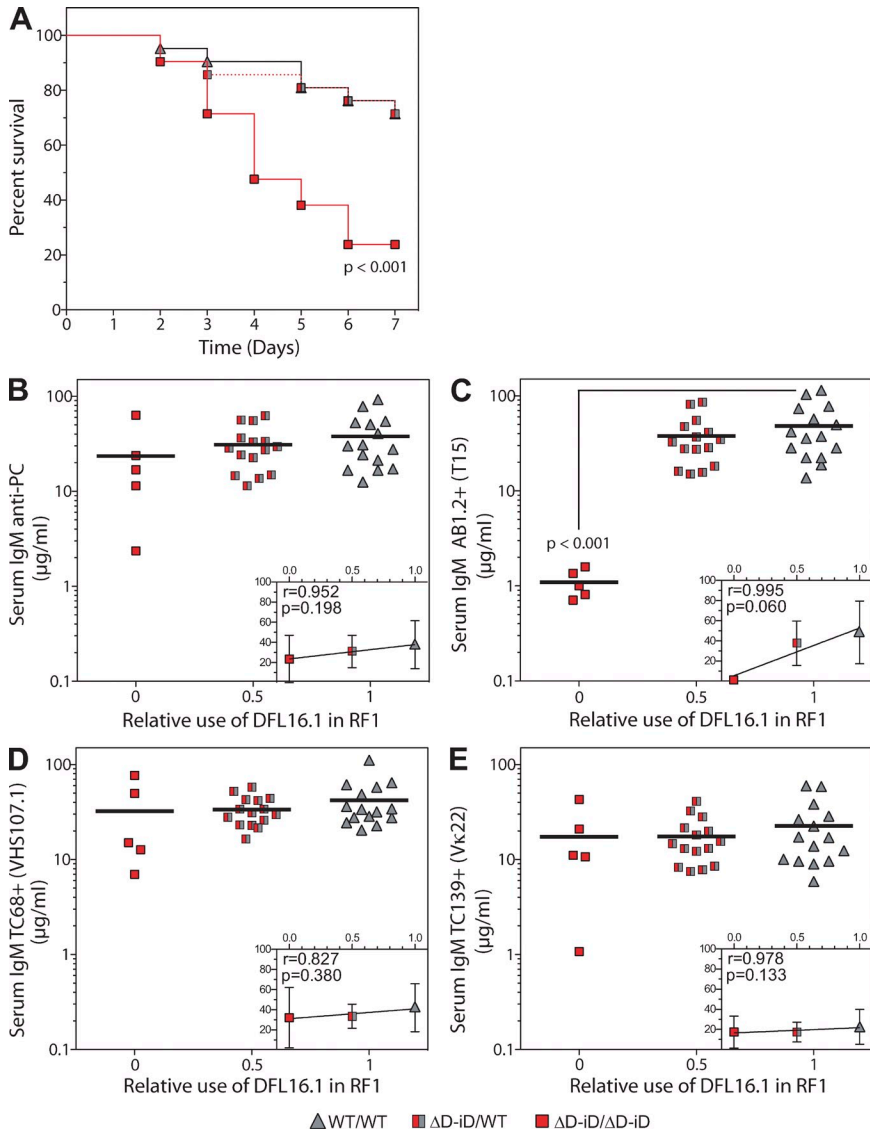 A
100
80
60
40
20
0
Percent survival
p < 0.001
0 1 2 3 4 5 6 7
Time (Days)
B
100
10
1
0.1
Serum IgM anti-PC
(µg/ml)
0.0 0.5 1.0
r=0.952
p=0.198
100
80
60
40
20
0 0.5 1
Relative use of DFL16.1 in RF1
C
100
10
1
0.1
Serum IgM AB1.2+ (T15)
(µg/ml)
p < 0.001
0.0 0.5 1.0
r=0.995
p=0.060
100
80
60
40
20
0 0.5 1
Relative use of DFL16.1 in RF1
D
100
10
1
0.1
Serum IgM TC68+ (VHS107.1)
(µg/ml)
0.0 0.5 1.0
r=0.827
p=0.380
100
80
60
40
20
0 0.5 1
Relative use of DFL16.1 in RF1
E
100
10
1
0.1
Serum IgM TC139+ (Vκ22)
(µg/ml)
0.0 0.5 1.0
r=0.978
p=0.133
100
80
60
40
20
0 0.5 1
Relative use of DFL16.1 in RF1
WT/WT ΔD-iD/WT ΔD-iD/ΔD-iD